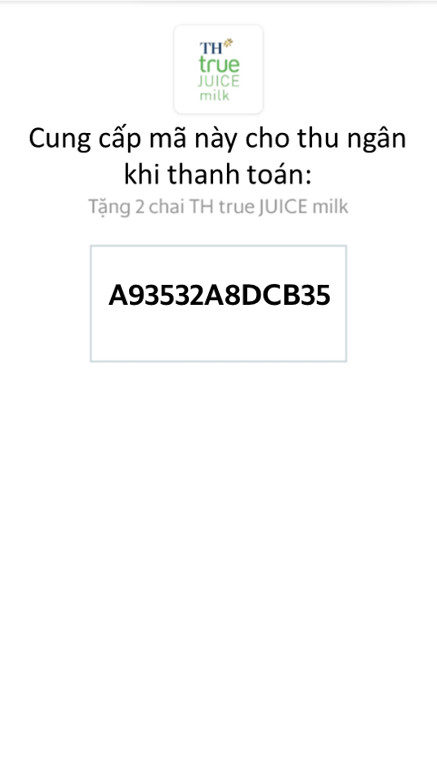 TH
true
JUICE
milk
Cung cấp mã này cho thu ngân
khi thanh toán:
Tặng 2 chai TH true JUICE milk
A93532A8DCB35